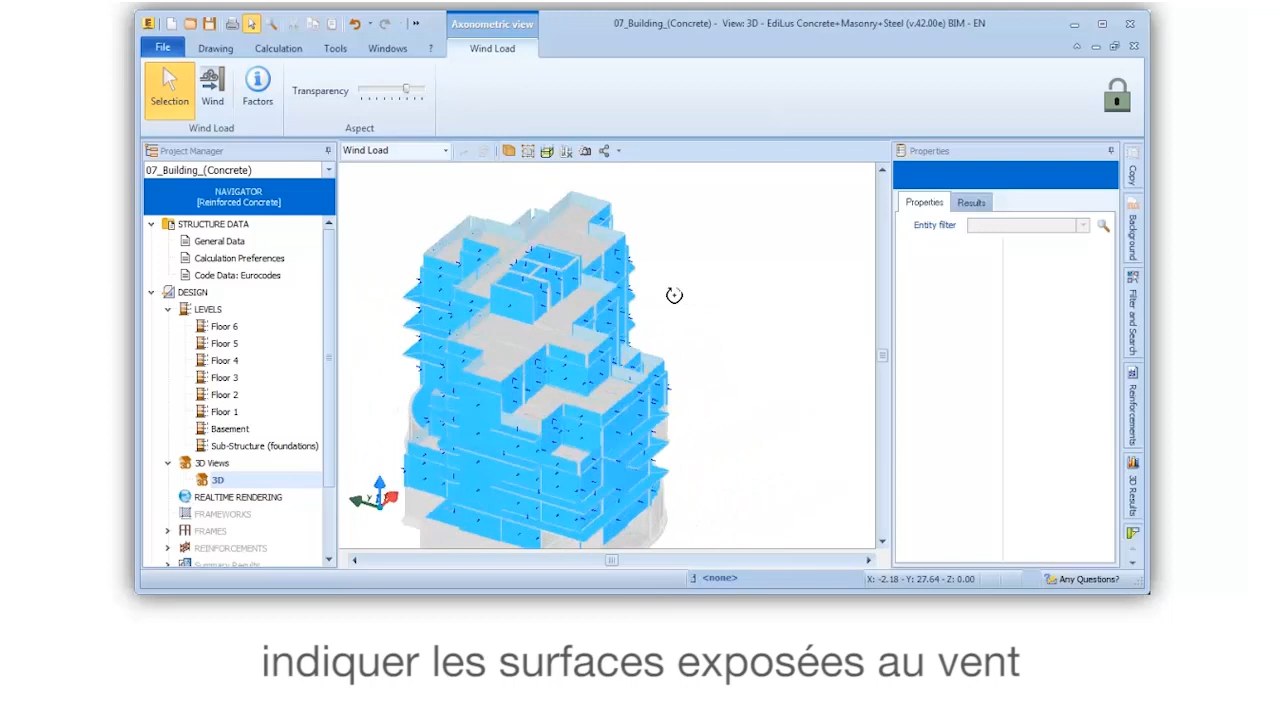 Axonometric view
07_Building_(Concrete) - View: 3D - EdiLus Concrete+Masonry+Steel (v.42.00e) BIM - EN
File
Drawing
Calculation
Tools
Windows
?
Wind Load
Selection
Wind
Factors
Transparency
Wind Load
Aspect
Project Manager
07_Building_(Concrete)
NAVIGATOR
[Reinforced Concrete]
STRUCTURE DATA
General Data
Calculation Preferences
Code Data: Eurocodes
DESIGN
LEVELS
Floor 6
Floor 5
Floor 4
Floor 3
Floor 2
Floor 1
Basement
Sub-Structure (foundations)
3D Views
3D
REALTIME RENDERING
FRAMEWORKS
FRAMES
REINFORCEMENTS
Summary Results
Wind Load
Y
Properties
Properties
Results
Entity filter
Copy
Background
Filter and Search
Reinforcements
3D Results
<none>
X: -2.18 - Y: 27.64 - Z: 0.00
Any Questions?
indiquer les surfaces exposées au vent